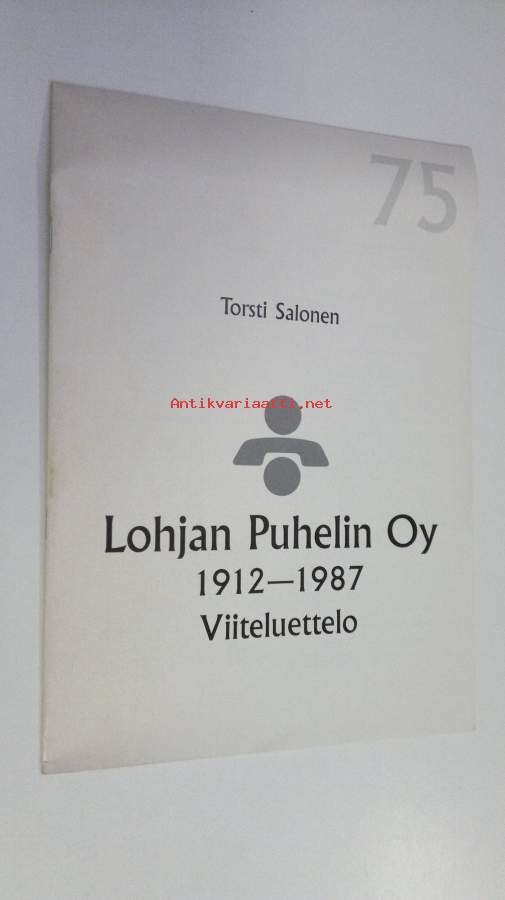 75
Torsti Salonen
Antikvariaatti.net
Lohjan Puhelin Oy
1912—1987
Viiteluettelo